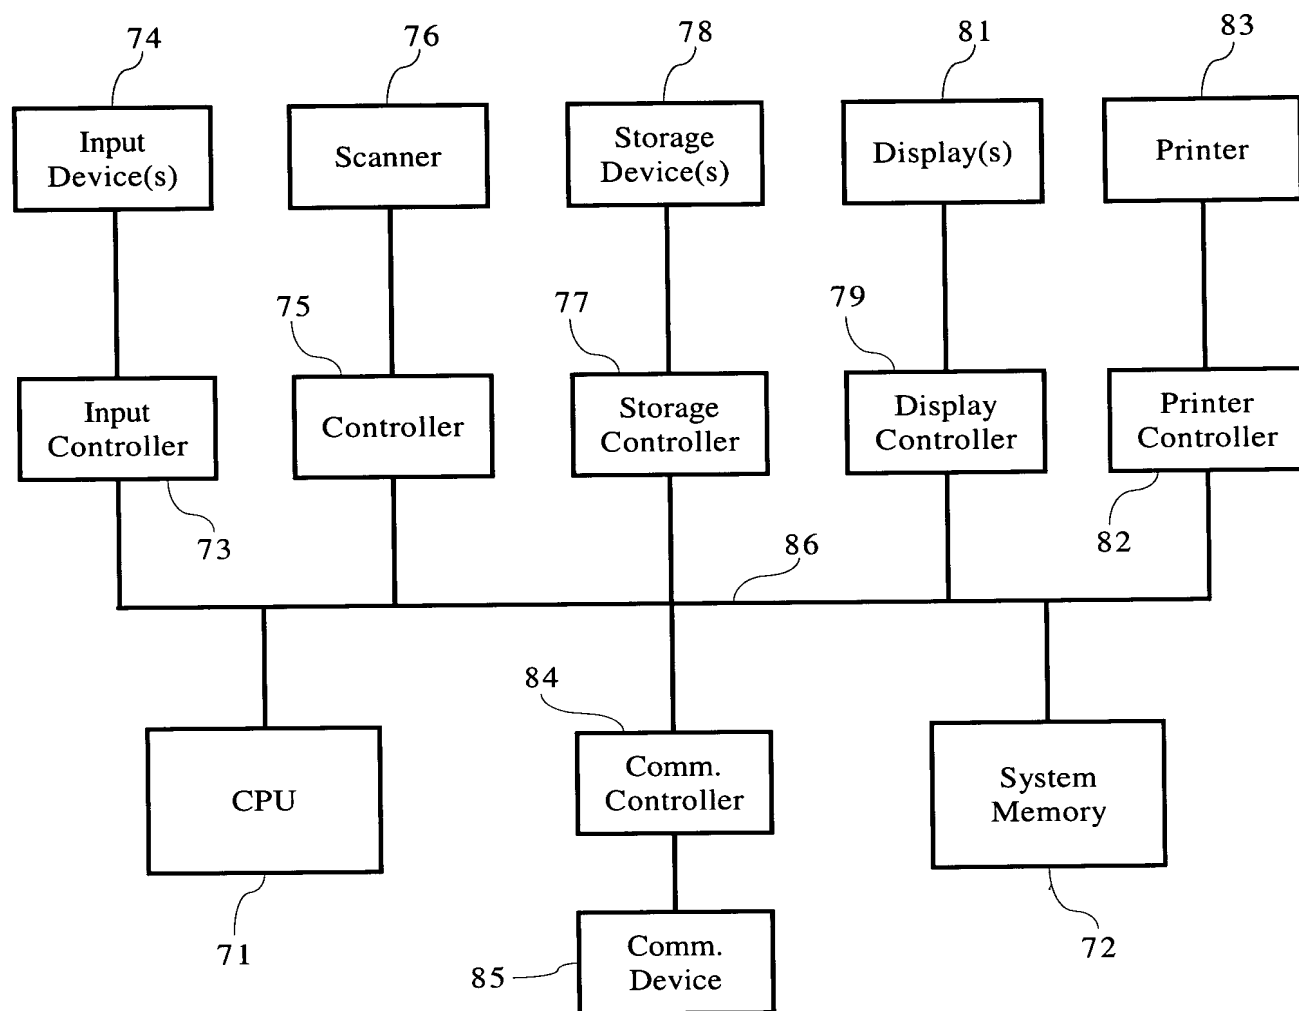 74
76
78
81
83
Input
Device(s)
Scanner
Storage
Device(s)
Display(s)
Printer
75
77
79
Input
Controller
Controller
Storage
Controller
Display
Controller
Printer
Controller
73
86
82
84
CPU
Comm.
Controller
System
Memory
71
85
Comm.
Device
72